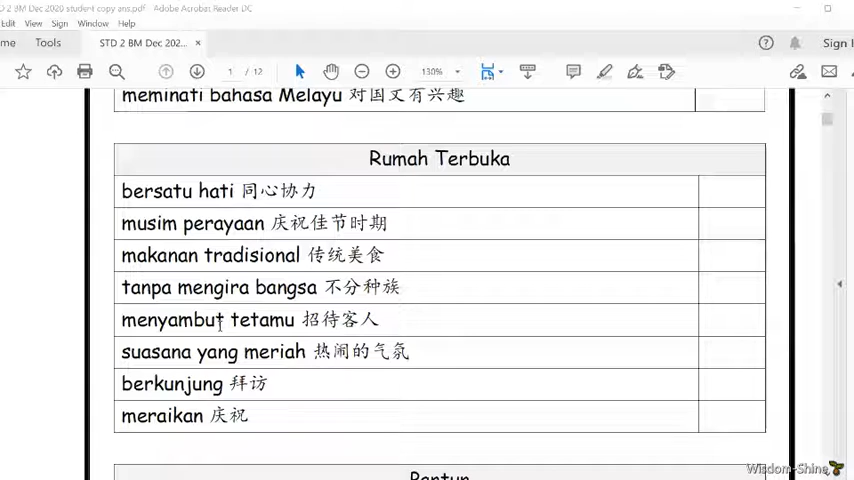 STD 2 BM Dec 2020 student copy ans.pdf - Adobe Acrobat Reader DC
Edit View Sign Window Help
me Tools STD 2 BM Dec 202... × Sign I
1 / 12 130%
meminati bahasa Melayu 对国文有兴趣
Rumah Terbuka
bersatu hati 同心协力
musim perayaan 庆祝佳节时期
makanan tradisional 传统美食
tanpa mengira bangsa 不分种族
menyambut tetamu 招待客人
suasana yang meriah 热闹的气氛
berkunjung 拜访
meraikan 庆祝
Pantun
Wisdom-Shine